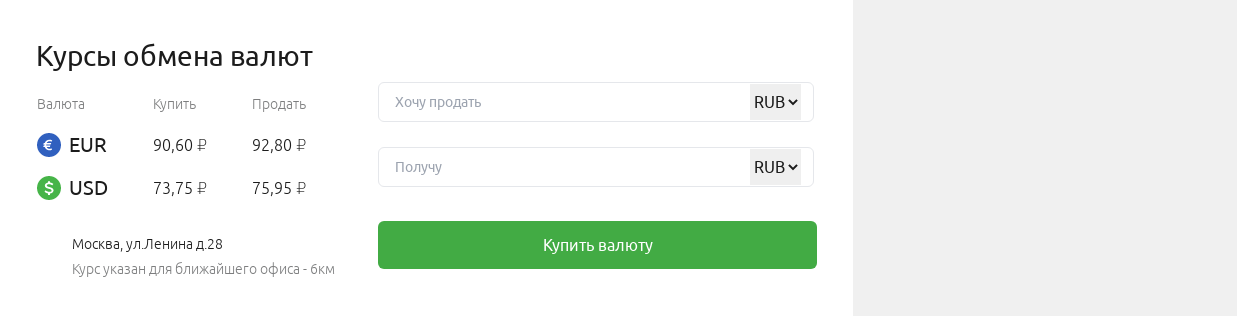 Курсы обмена валют
Валюта Купить Продать
€ EUR 90,60 ₽ 92,80 ₽
$ USD 73,75 ₽ 75,95 ₽
Москва, ул.Ленина д.28
Курс указан для ближайшего офиса - 6км
Хочу продать RUB
Получу RUB
Купить валюту